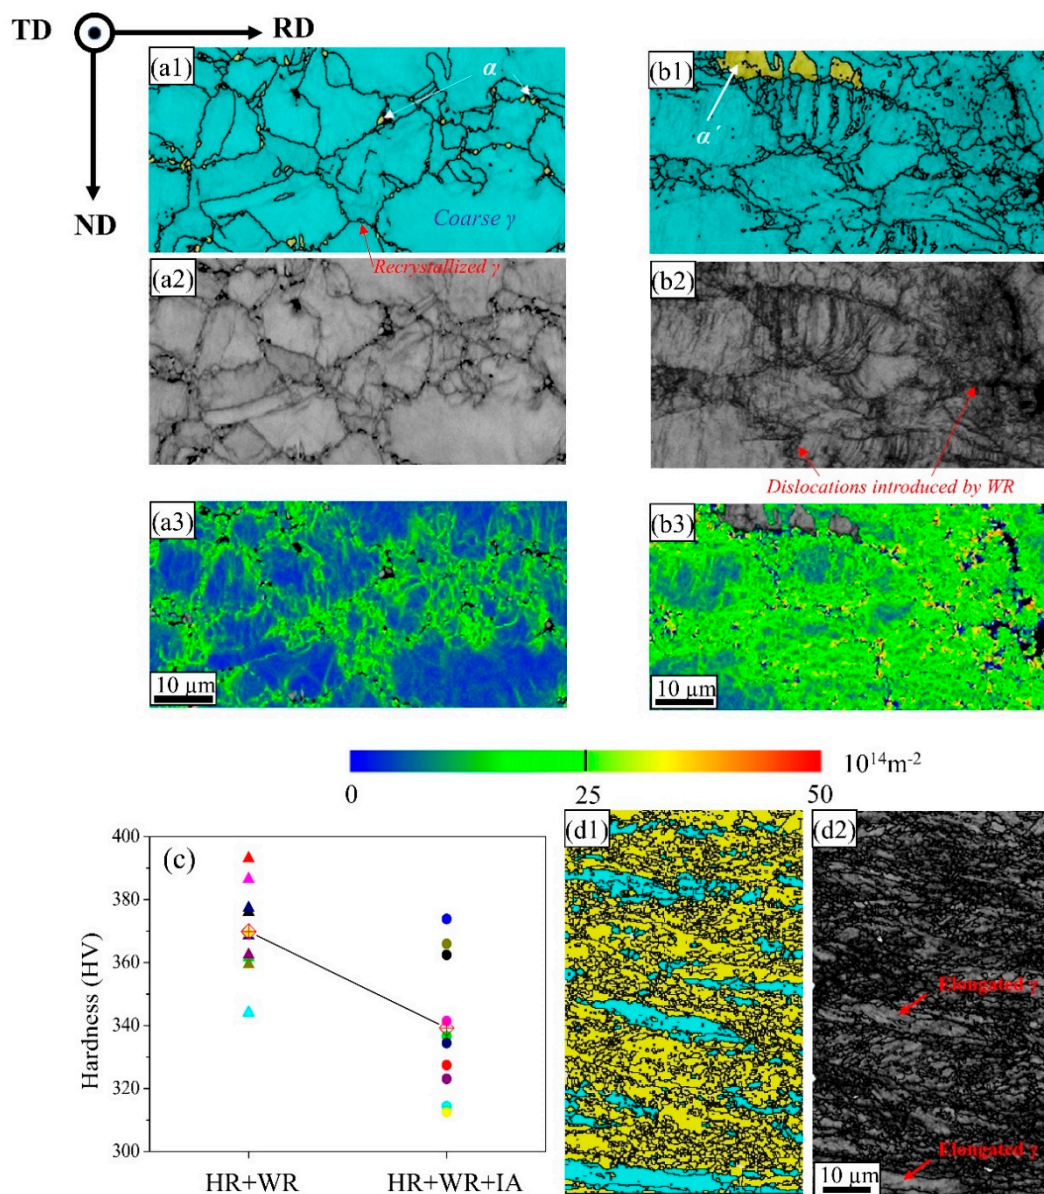 TD
RD
ND
(a1)
α
Coarse γ
Recrystallized γ
(b1)
α´
(a2)
(b2)
Dislocations introduced by WR
(a3)
10 µm
(b3)
10 µm
0
25
50
10¹⁴m⁻²
(c)
Hardness (HV)
400
380
360
340
320
300
HR+WR
HR+WR+IA
(d1)
(d2)
Elongated γ
Elongated γ
10 µm